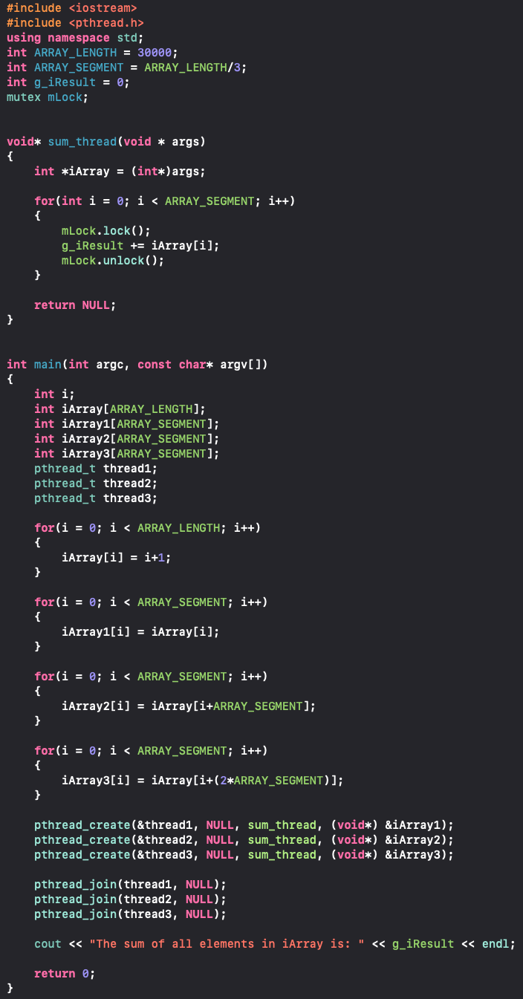 #include <iostream>
#include <pthread.h>
using namespace std;
int ARRAY_LENGTH = 30000;
int ARRAY_SEGMENT = ARRAY_LENGTH/3;
int g_iResult = 0;
mutex mLock;
void* sum_thread(void * args)
{
    int *iArray = (int*)args;
    for(int i = 0; i < ARRAY_SEGMENT; i++)
    {
        mLock.lock();
        g_iResult += iArray[i];
        mLock.unlock();
    }
    return NULL;
}
int main(int argc, const char* argv[])
{
    int i;
    int iArray[ARRAY_LENGTH];
    int iArray1[ARRAY_SEGMENT];
    int iArray2[ARRAY_SEGMENT];
    int iArray3[ARRAY_SEGMENT];
    pthread_t thread1;
    pthread_t thread2;
    pthread_t thread3;
    for(i = 0; i < ARRAY_LENGTH; i++)
    {
        iArray[i] = i+1;
    }
    for(i = 0; i < ARRAY_SEGMENT; i++)
    {
        iArray1[i] = iArray[i];
    }
    for(i = 0; i < ARRAY_SEGMENT; i++)
    {
        iArray2[i] = iArray[i+ARRAY_SEGMENT];
    }
    for(i = 0; i < ARRAY_SEGMENT; i++)
    {
        iArray3[i] = iArray[i+(2*ARRAY_SEGMENT)];
    }
    pthread_create(&thread1, NULL, sum_thread, (void*) &iArray1);
    pthread_create(&thread2, NULL, sum_thread, (void*) &iArray2);
    pthread_create(&thread3, NULL, sum_thread, (void*) &iArray3);
    pthread_join(thread1, NULL);
    pthread_join(thread2, NULL);
    pthread_join(thread3, NULL);
    cout << "The sum of all elements in iArray is: " << g_iResult << endl;
    return 0;
}